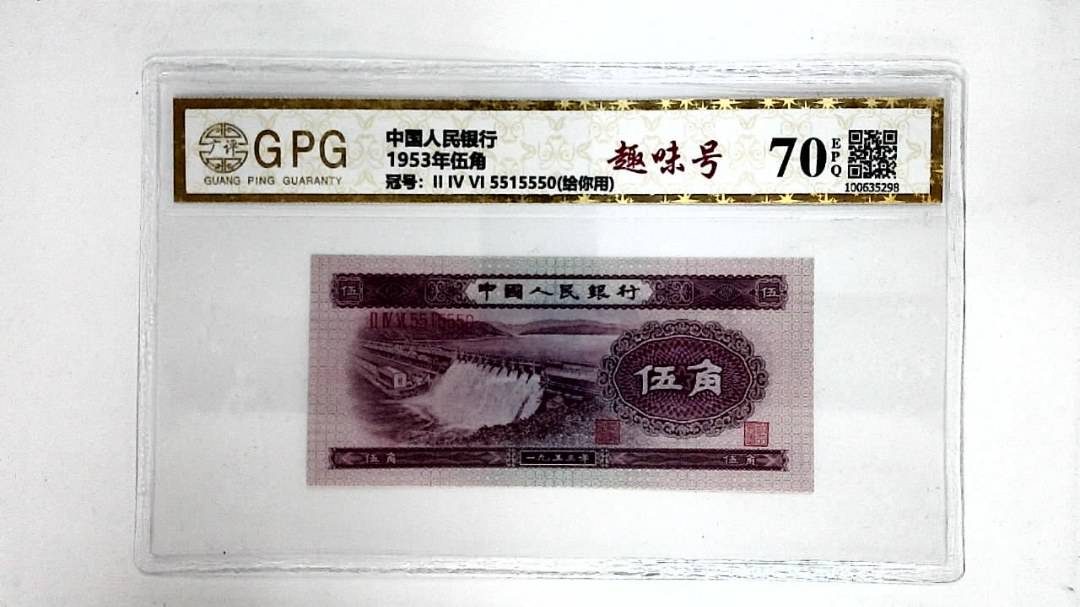 广评
GPG
GUANG PING GUARANTY
中国人民银行
1953年伍角
冠号：II IV VI 5515550(给你用)
趣味号
70
EPQ
100635298
伍
中國人民銀行
伍
II IV VI 5515550
伍角
伍角
一九五三年
伍角